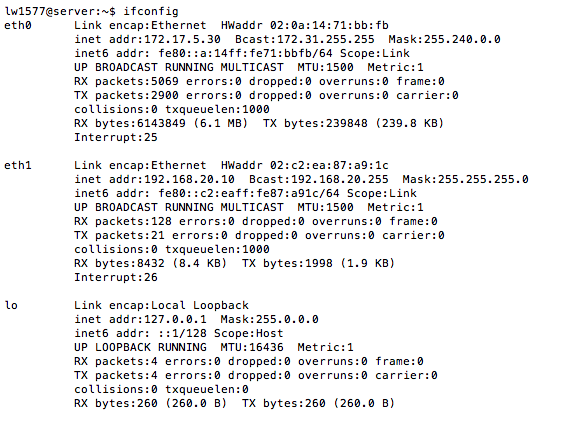 lw1577@server:~$ ifconfig
eth0 Link encap:Ethernet HWaddr 02:0a:14:71:bb:fb
inet addr:172.17.5.30 Bcast:172.31.255.255 Mask:255.240.0.0
inet6 addr: fe80::a:14ff:fe71:bbfb/64 Scope:Link
UP BROADCAST RUNNING MULTICAST MTU:1500 Metric:1
RX packets:5069 errors:0 dropped:0 overruns:0 frame:0
TX packets:2900 errors:0 dropped:0 overruns:0 carrier:0
collisions:0 txqueuelen:1000
RX bytes:6143849 (6.1 MB) TX bytes:239848 (239.8 KB)
Interrupt:25
eth1 Link encap:Ethernet HWaddr 02:c2:ea:87:a9:1c
inet addr:192.168.20.10 Bcast:192.168.20.255 Mask:255.255.255.0
inet6 addr: fe80::c2:eaff:fe87:a91c/64 Scope:Link
UP BROADCAST RUNNING MULTICAST MTU:1500 Metric:1
RX packets:128 errors:0 dropped:0 overruns:0 frame:0
TX packets:21 errors:0 dropped:0 overruns:0 carrier:0
collisions:0 txqueuelen:1000
RX bytes:8432 (8.4 KB) TX bytes:1998 (1.9 KB)
Interrupt:26
lo Link encap:Local Loopback
inet addr:127.0.0.1 Mask:255.0.0.0
inet6 addr: ::1/128 Scope:Host
UP LOOPBACK RUNNING MTU:16436 Metric:1
RX packets:4 errors:0 dropped:0 overruns:0 frame:0
TX packets:4 errors:0 dropped:0 overruns:0 carrier:0
collisions:0 txqueuelen:0
RX bytes:260 (260.0 B) TX bytes:260 (260.0 B)